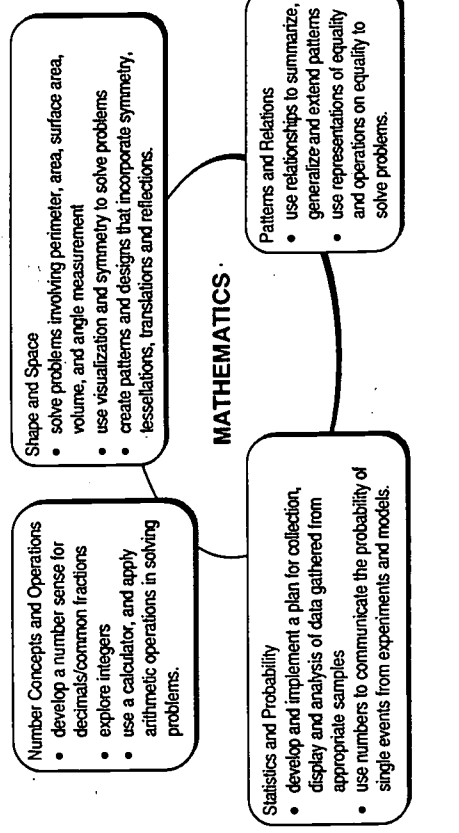 Number Concepts and Operations
• develop a number sense for
decimals/common fractions
• explore integers
• use a calculator, and apply
arithmetic operations in solving
problems.
Shape and Space
• solve problems involving perimeter, area, surface area,
volume, and angle measurement
• use visualization and symmetry to solve problems
• create patterns and designs that incorporate symmetry,
tessellations, translations and reflections.
MATHEMATICS
Statistics and Probability
• develop and implement a plan for collection,
display and analysis of data gathered from
appropriate samples
• use numbers to communicate the probability of
single events from experiments and models.
Patterns and Relations
• use relationships to summarize,
generalize and extend patterns
• use representations of equality
and operations on equality to
solve problems.